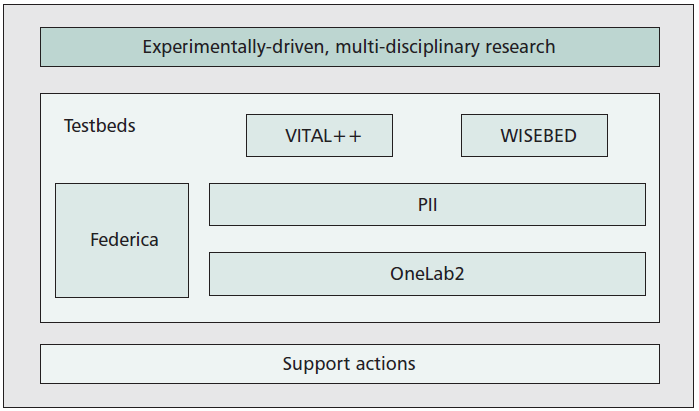 Experimentally-driven, multi-disciplinary research
Testbeds
VITAL++
WISEBED
Federica
PII
OneLab2
Support actions